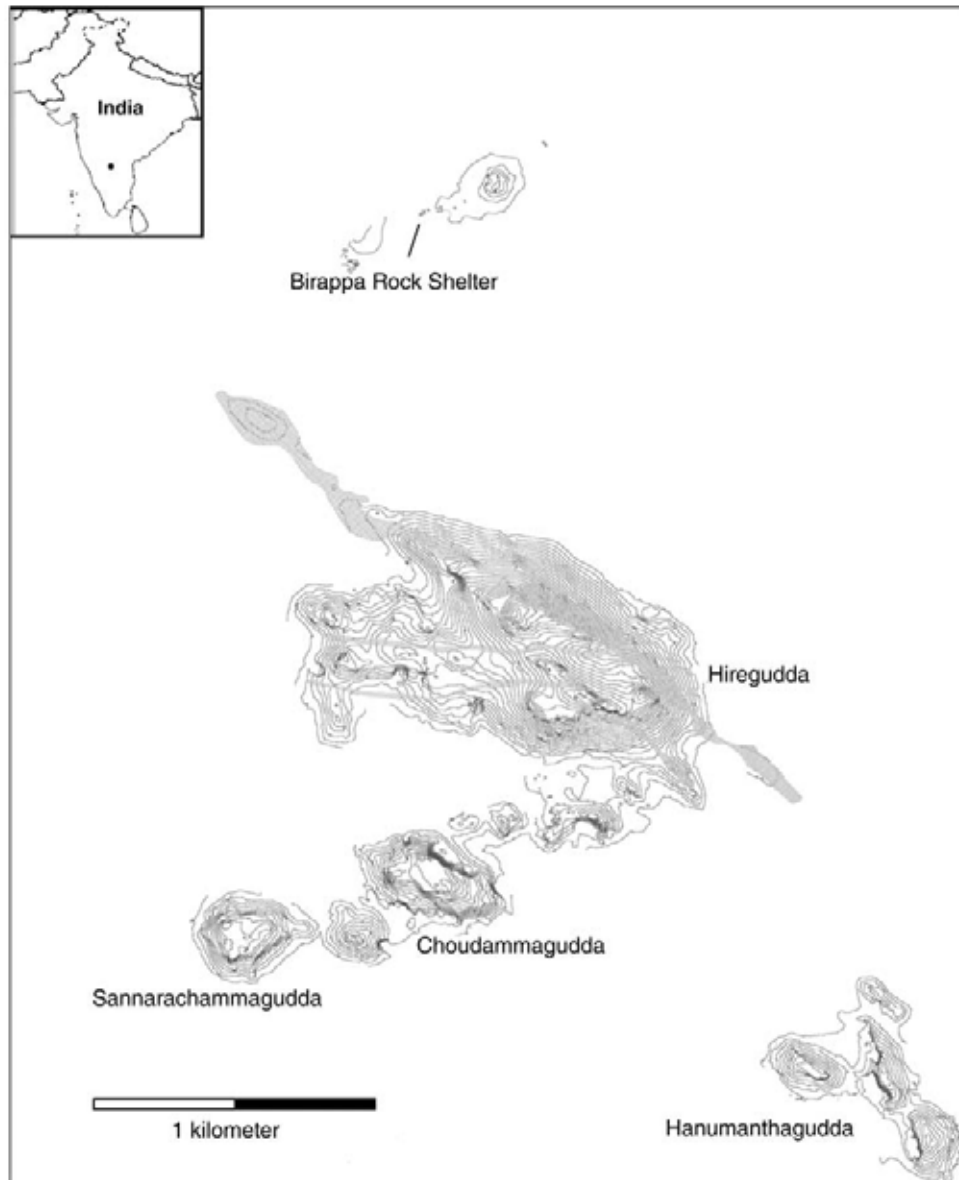 India
Birappa Rock Shelter
Hiregudda
Choudammagudda
Sannarachammagudda
1 kilometer
Hanumanthagudda